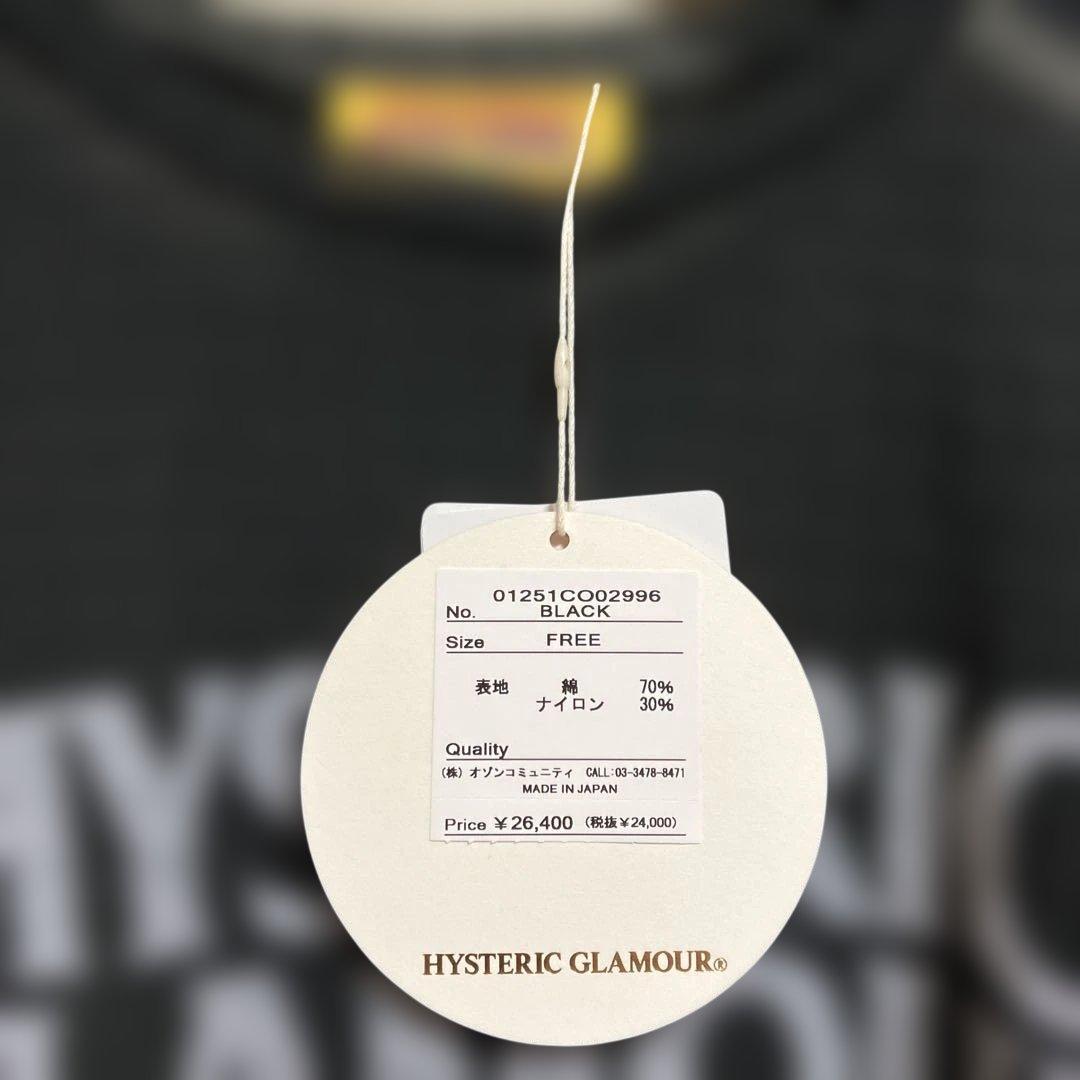 01251CO02996
No. BLACK
Size FREE
表地 綿 70%
ナイロン 30%
Quality
(株) オゾンコミュニティ CALL:03-3478-8471
MADE IN JAPAN
Price ¥26,400 (税抜¥24,000)
HYSTERIC GLAMOUR®